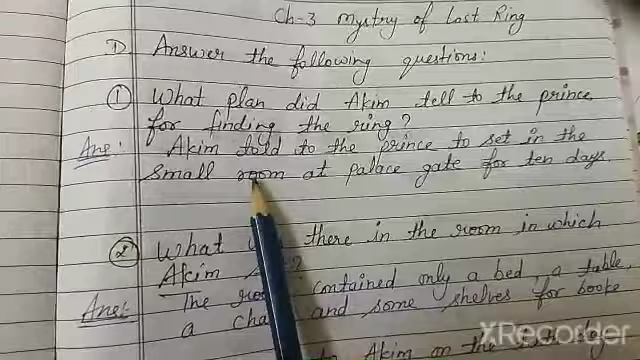 Ch-3 Mystry of Lost Ring
D. Answer the following questions:
① What plan did Akim tell to the prince
for finding the ring?
Ans: Akim told to the prince to set in the
small room at palace gate for ten days.
② What there in the room in which
Akim
Ans: The contained only a bed, a table,
a and some shelves for books
Akim on the
XRecorder